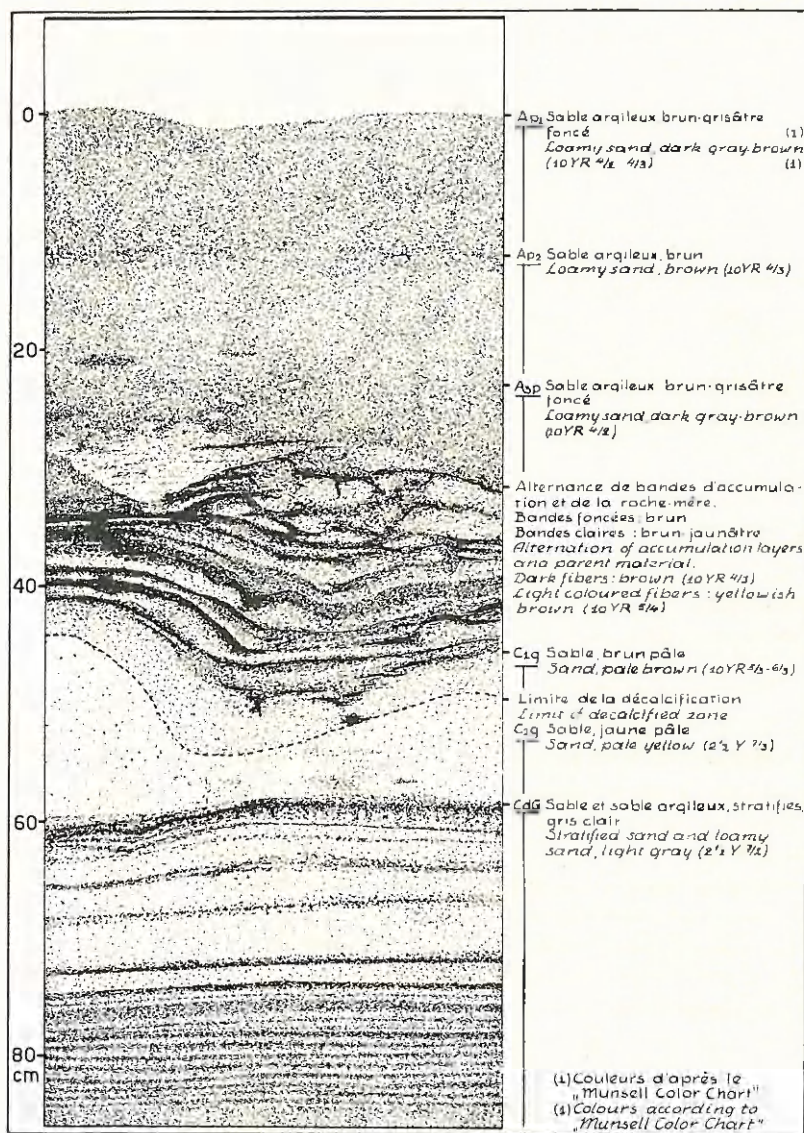 0
20
40
60
80
cm
Ap1 Sable argileux brun-grisâtre
foncé (1)
Loamy sand, dark gray-brown
(10YR 4/2 4/3) (1)
Ap2 Sable argileux, brun
Loamy sand, brown (10YR 4/3)
A3p Sable argileux brun-grisâtre
foncé
Loamy sand, dark gray-brown
(10YR 4/2)
Alternance de bandes d'accumula-
tion et de la roche-mère.
Bandes foncées: brun
Bandes claires: brun jaunâtre
Alternation of accumulation layers
and parent material.
Dark fibers: brown (10YR 4/3)
Light coloured fibers: yellowish
brown (10YR 5/4)
C1g Sable, brun pâle
Sand, pale brown (10YR 5/3-6/3)
Limite de la décalcification
Limit of decalcified zone
C2g Sable, jaune pâle
Sand, pale yellow (2'2 Y 7/3)
CdG Sable et sable argileux, stratifiés,
gris clair
Stratified sand and loamy
sand, light gray (2'2 Y 7/2)
(1) Couleurs d'après le
„Munsell Color Chart"
(1) Colours according to
„Munsell Color Chart"